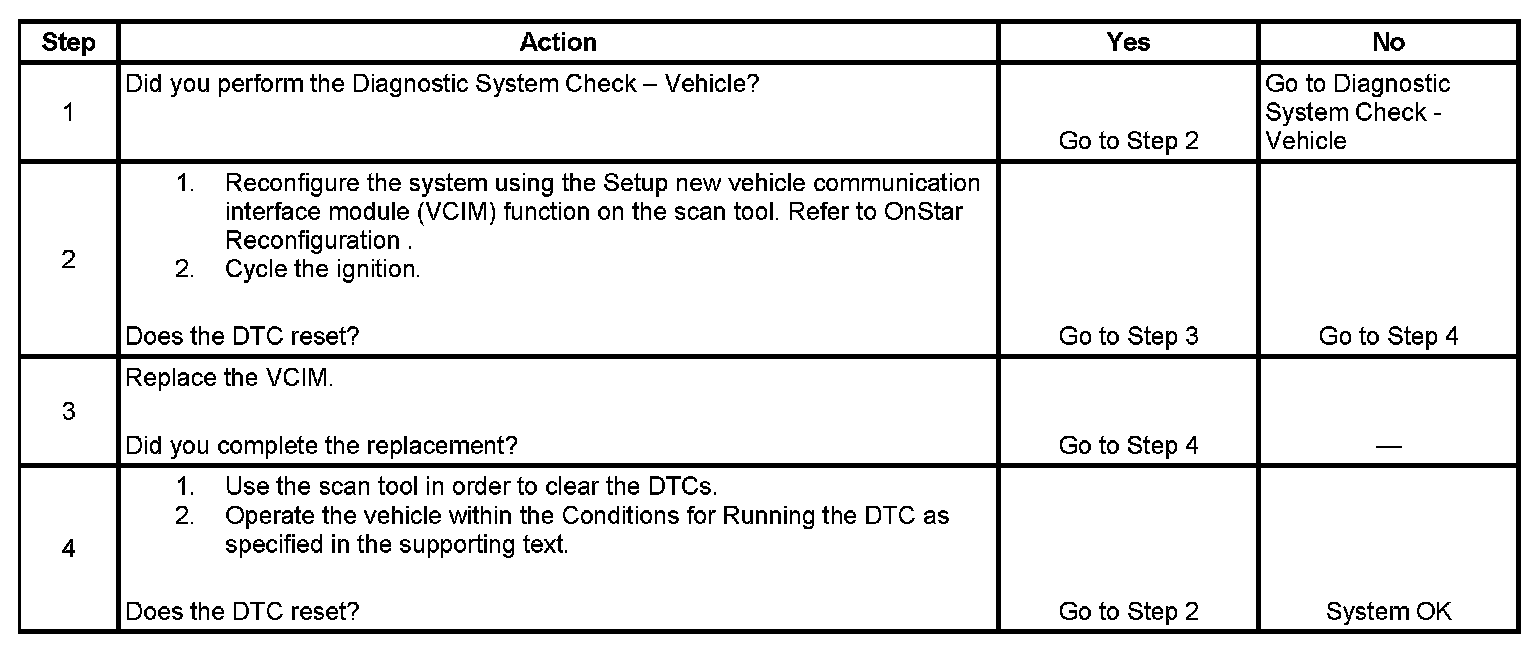 Step Action Yes No
1
Did you perform the Diagnostic System Check – Vehicle?
Go to Step 2
Go to Diagnostic
System Check -
Vehicle
2
1. Reconfigure the system using the Setup new vehicle communication
interface module (VCIM) function on the scan tool. Refer to OnStar
Reconfiguration .
2. Cycle the ignition.
Does the DTC reset?
Go to Step 3
Go to Step 4
3
Replace the VCIM.
Did you complete the replacement?
Go to Step 4
—
4
1. Use the scan tool in order to clear the DTCs.
2. Operate the vehicle within the Conditions for Running the DTC as
specified in the supporting text.
Does the DTC reset?
Go to Step 2
System OK